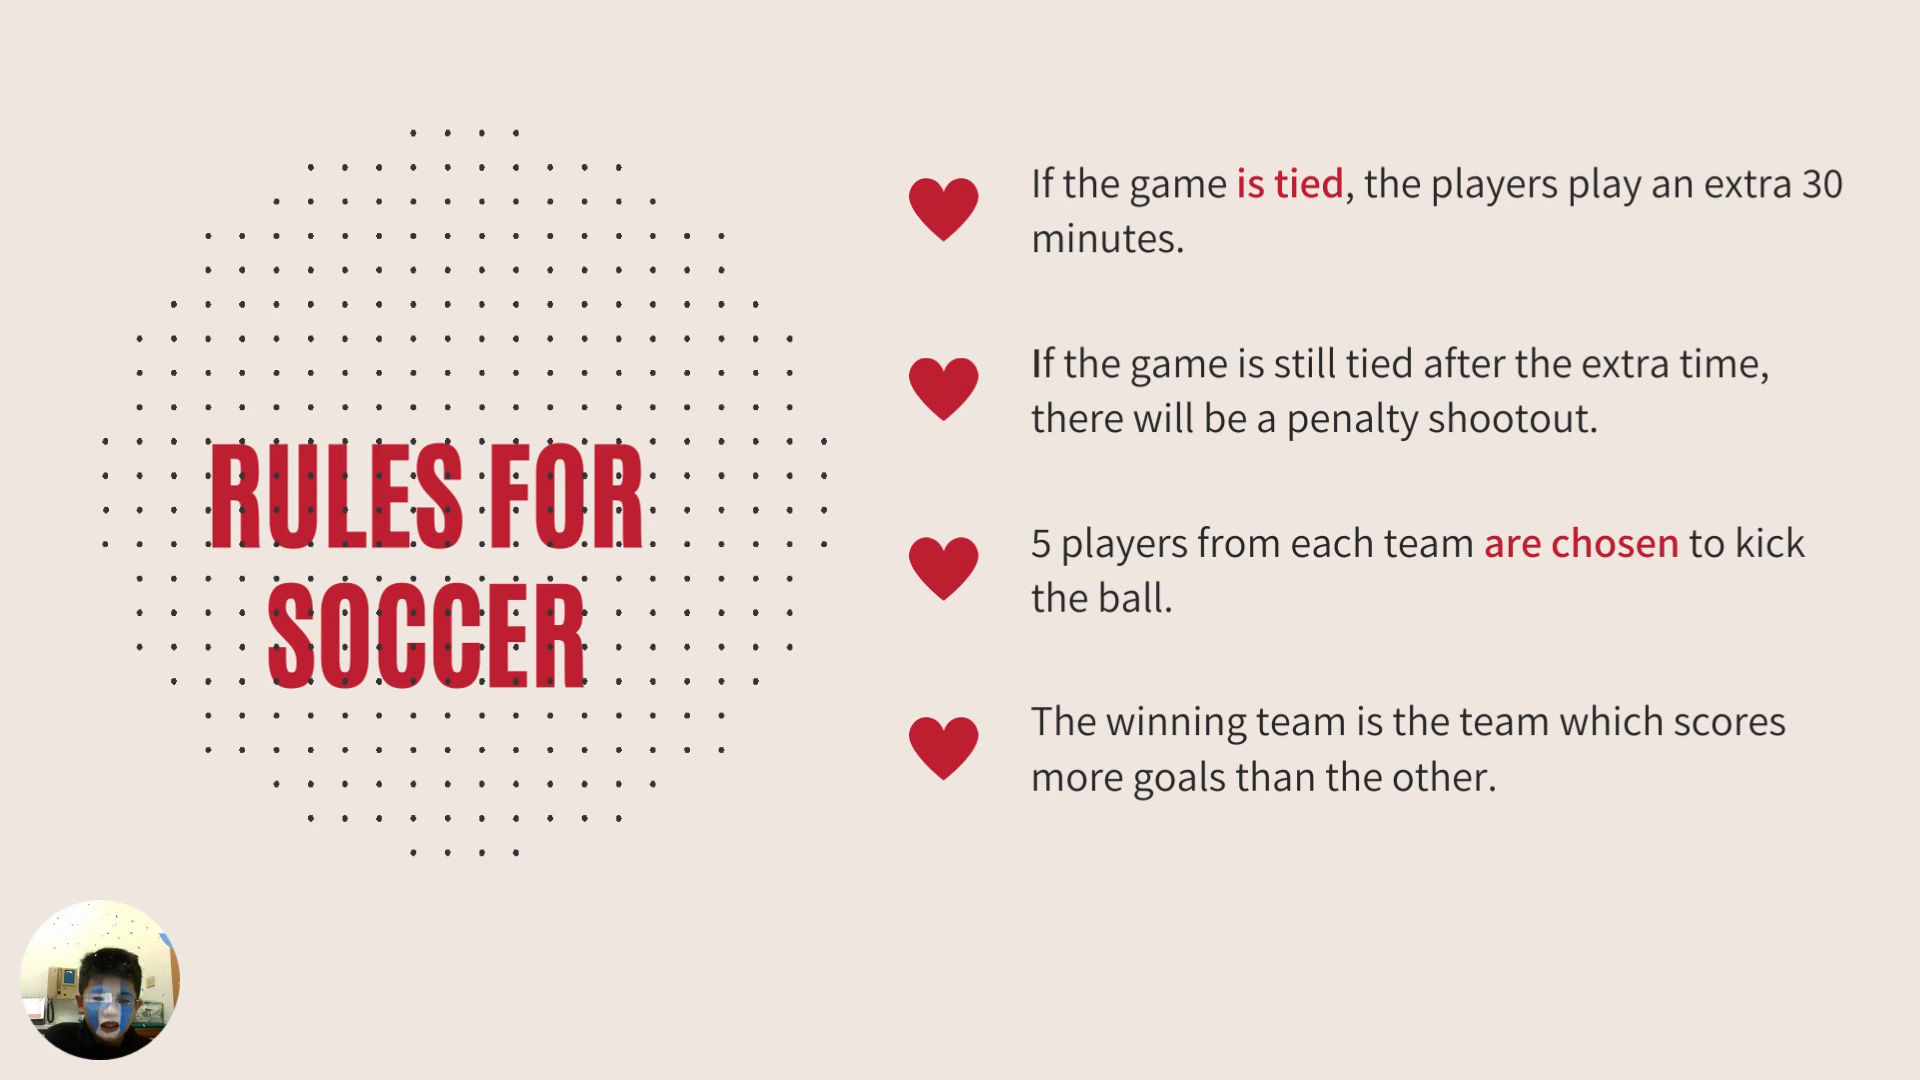 RULES FOR
SOCCER
If the game is tied, the players play an extra 30
minutes.
If the game is still tied after the extra time,
there will be a penalty shootout.
5 players from each team are chosen to kick
the ball.
The winning team is the team which scores
more goals than the other.